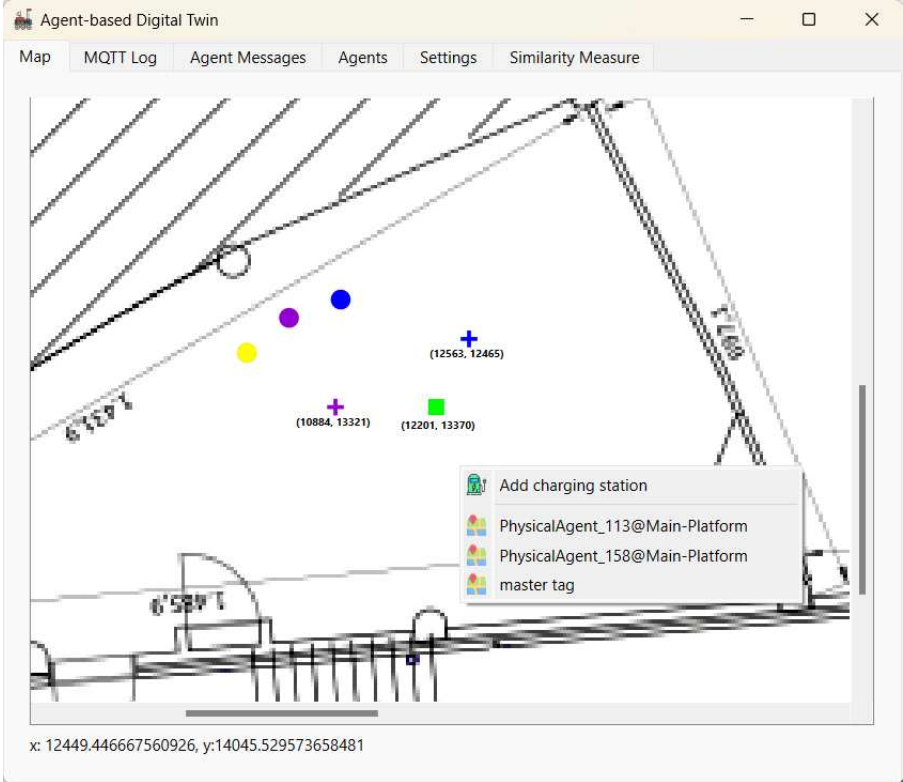 Agent-based Digital Twin
Map MQTT Log Agent Messages Agents Settings Similarity Measure
(12563, 12465)
(10884, 13321)
(12201, 13370)
Add charging station
PhysicalAgent_113@Main-Platform
PhysicalAgent_158@Main-Platform
master tag
x: 12449.446667560926, y:14045.529573658481